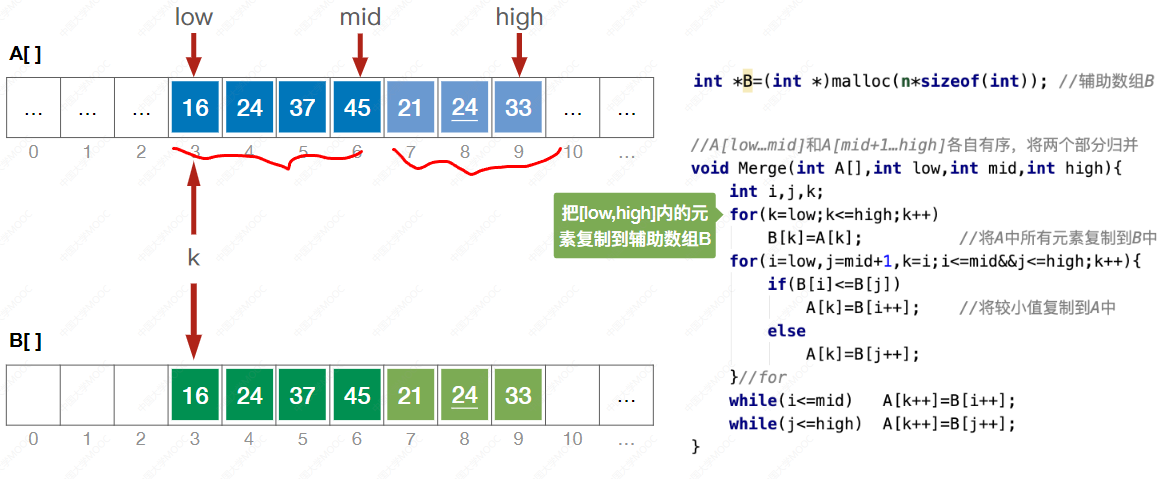 low mid high
A[ ]
... ... ... 16 24 37 45 21 24 33 ... ...
0 1 2 3 4 5 6 7 8 9 10 ...
k
B[ ]
16 24 37 45 21 24 33 ...
0 1 2 3 4 5 6 7 8 9 10 ...
int *B=(int *)malloc(n*sizeof(int)); //辅助数组B
//A[low…mid]和A[mid+1…high]各自有序，将两个部分归并
void Merge(int A[],int low,int mid,int high){
int i,j,k;
for(k=low;k<=high;k++)
B[k]=A[k]; //将A中所有元素复制到B中
for(i=low,j=mid+1,k=i;i<=mid&&j<=high;k++){
if(B[i]<=B[j])
A[k]=B[i++]; //将较小值复制到A中
else
A[k]=B[j++];
}//for
while(i<=mid) A[k++]=B[i++];
while(j<=high) A[k++]=B[j++];
}
把[low,high]内的元
素复制到辅助数组B